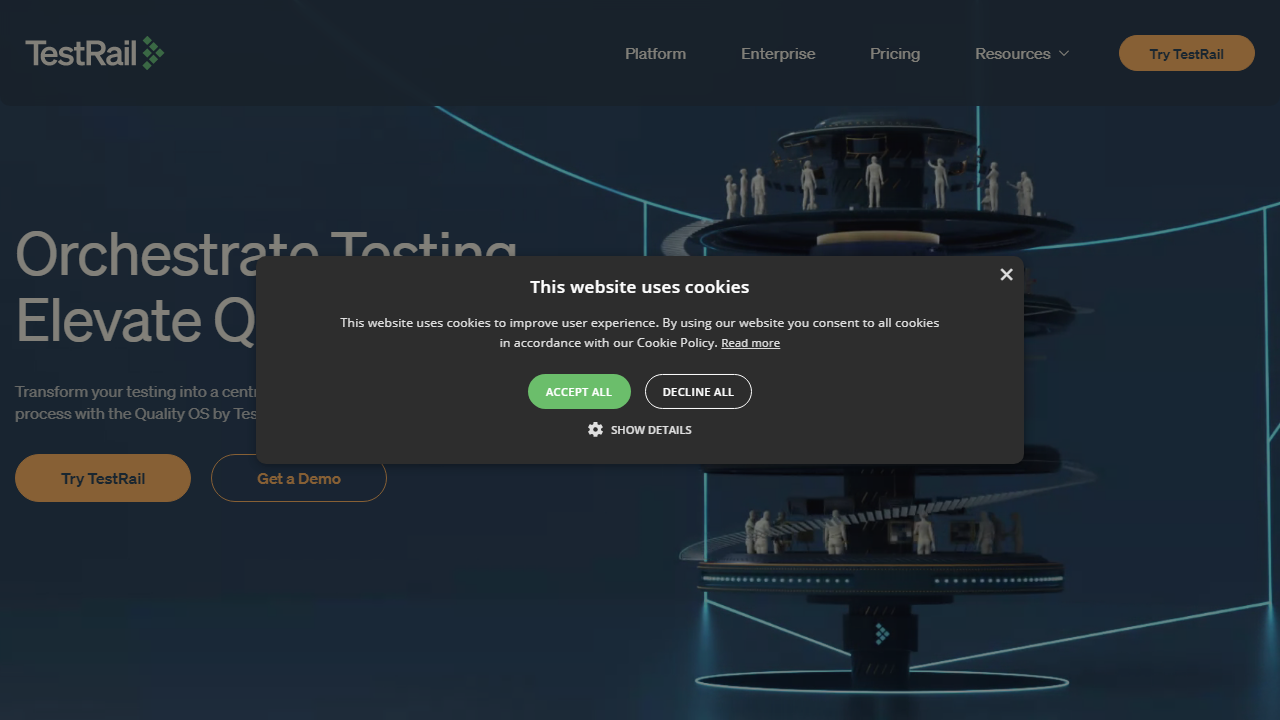 TestRail
Platform
Enterprise
Pricing
Resources
Try TestRail
Orchestrate Testing
Elevate Q
Transform your testing into a centr
process with the Quality OS by Tes
Try TestRail
Get a Demo
This website uses cookies
×
This website uses cookies to improve user experience. By using our website you consent to all cookies
in accordance with our Cookie Policy. Read more
ACCEPT ALL
DECLINE ALL
SHOW DETAILS